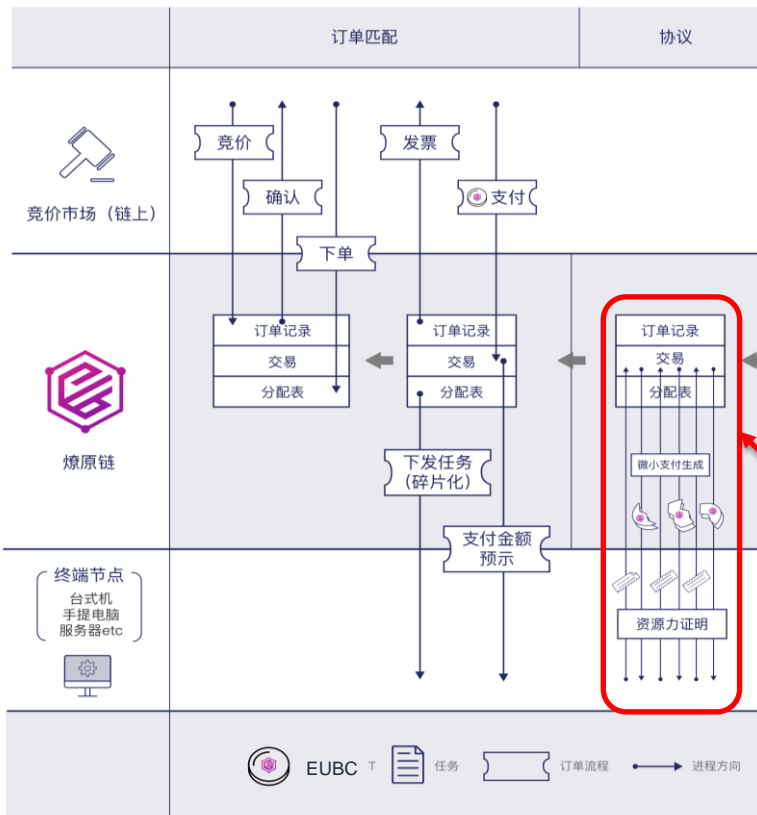 订单匹配
协议
竞价
发票
确认
支付
竞价市场（链上）
下单
订单记录
订单记录
订单记录
交易
交易
交易
分配表
分配表
分配表
燎原链
下发任务
（碎片化）
微小支付生成
支付金额
预示
终端节点
台式机
手提电脑
服务器etc
资源力证明
EUBC
T
任务
订单流程
进程方向